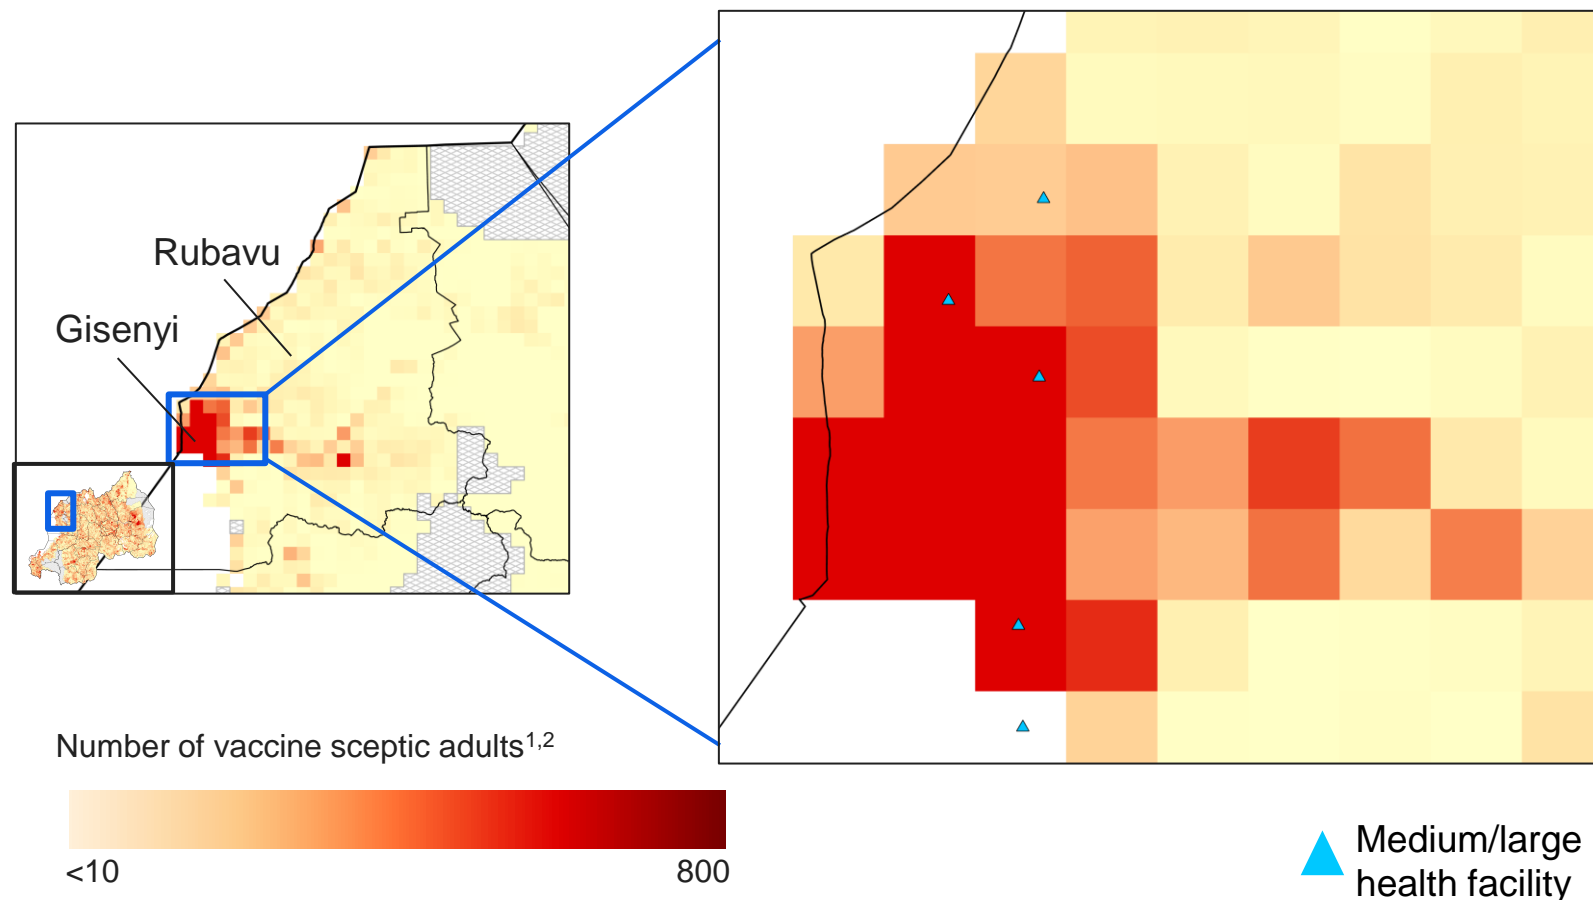 Rubavu
Gisenyi
Number of vaccine sceptic adults1,2
<10
800
Medium/large
health facility